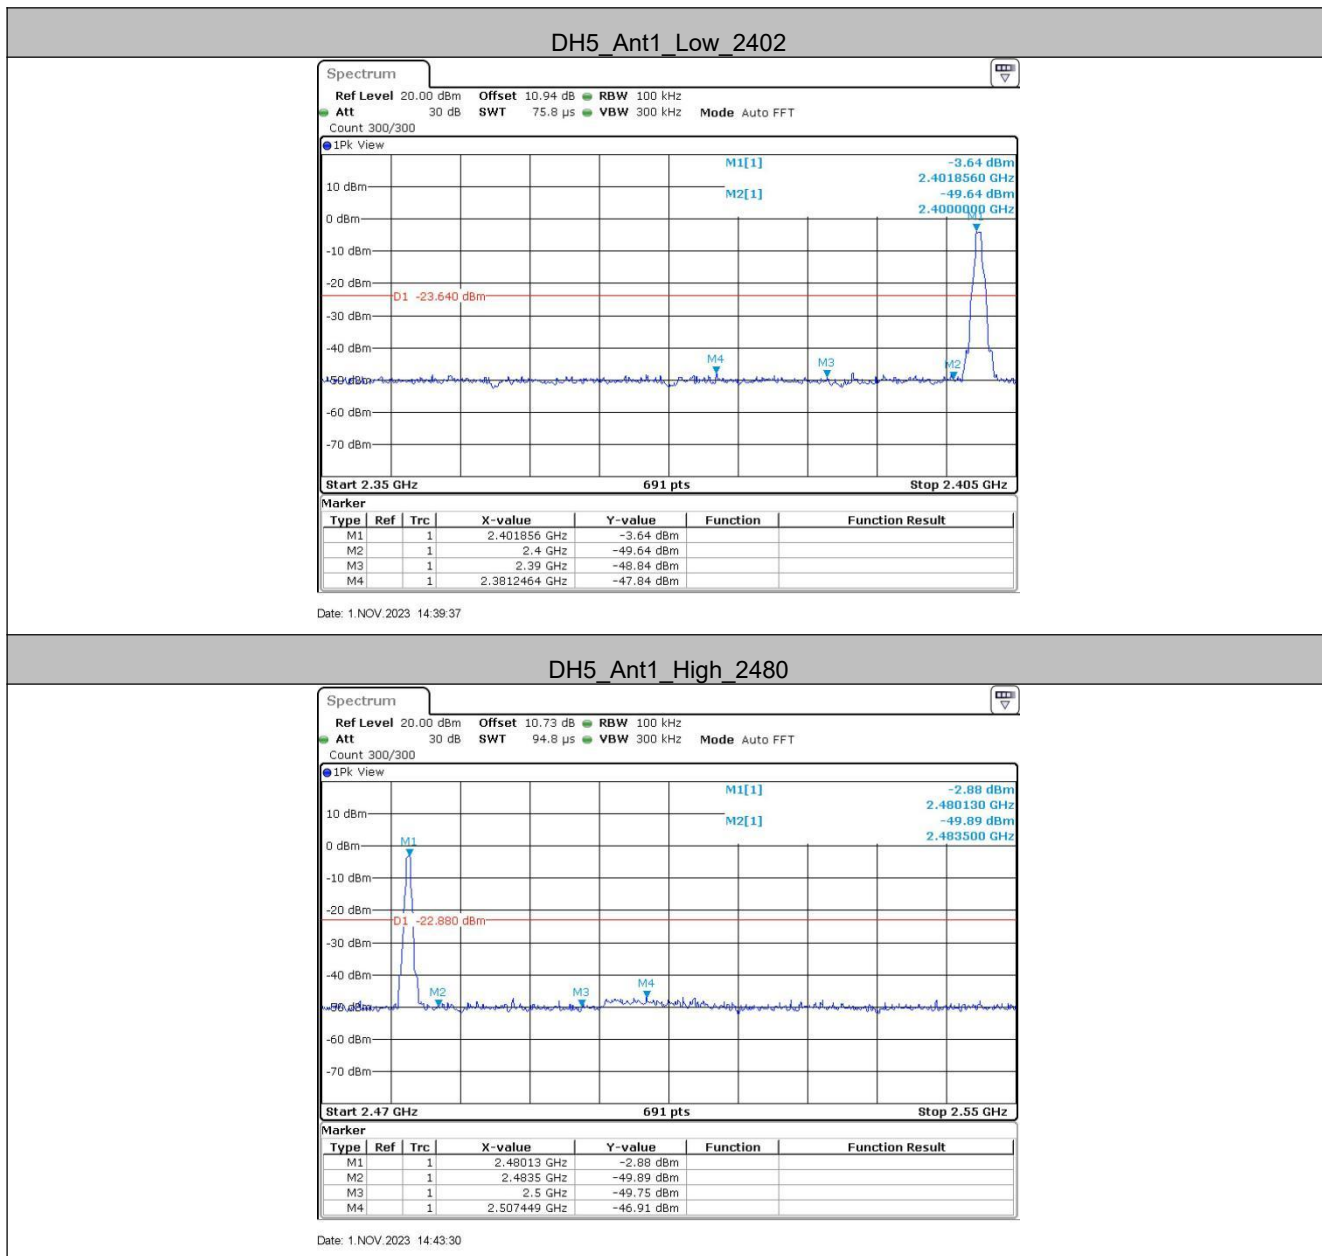 DH5_Ant1_Low_2402
Spectrum
Ref Level 20.00 dBm Offset 10.94 dB RBW 100 kHz
Att 30 dB SWT 75.8 µs VBW 300 kHz Mode Auto FFT
Count 300/300
1Pk View
M1[1] -3.64 dBm
2.4018560 GHz
10 dBm
M2[1] -49.64 dBm
2.4000000 GHz
0 dBm
M1
-10 dBm
-20 dBm
D1 -23.640 dBm
-30 dBm
-40 dBm
M4 M3 M2
-50 dBm
-60 dBm
-70 dBm
Start 2.35 GHz 691 pts Stop 2.405 GHz
Marker
Type Ref Trc X-value Y-value Function Function Result
M1 1 2.401856 GHz -3.64 dBm
M2 1 2.4 GHz -49.64 dBm
M3 1 2.39 GHz -48.84 dBm
M4 1 2.3812464 GHz -47.84 dBm
Date: 1.NOV.2023 14:39:37
DH5_Ant1_High_2480
Spectrum
Ref Level 20.00 dBm Offset 10.73 dB RBW 100 kHz
Att 30 dB SWT 94.8 µs VBW 300 kHz Mode Auto FFT
Count 300/300
1Pk View
M1[1] -2.88 dBm
2.480130 GHz
10 dBm
M2[1] -49.89 dBm
2.483500 GHz
0 dBm
M1
-10 dBm
-20 dBm
D1 -22.880 dBm
-30 dBm
-40 dBm
M2 M3 M4
-50 dBm
-60 dBm
-70 dBm
Start 2.47 GHz 691 pts Stop 2.55 GHz
Marker
Type Ref Trc X-value Y-value Function Function Result
M1 1 2.48013 GHz -2.88 dBm
M2 1 2.4835 GHz -49.89 dBm
M3 1 2.5 GHz -49.75 dBm
M4 1 2.507449 GHz -46.91 dBm
Date: 1.NOV.2023 14:43:30